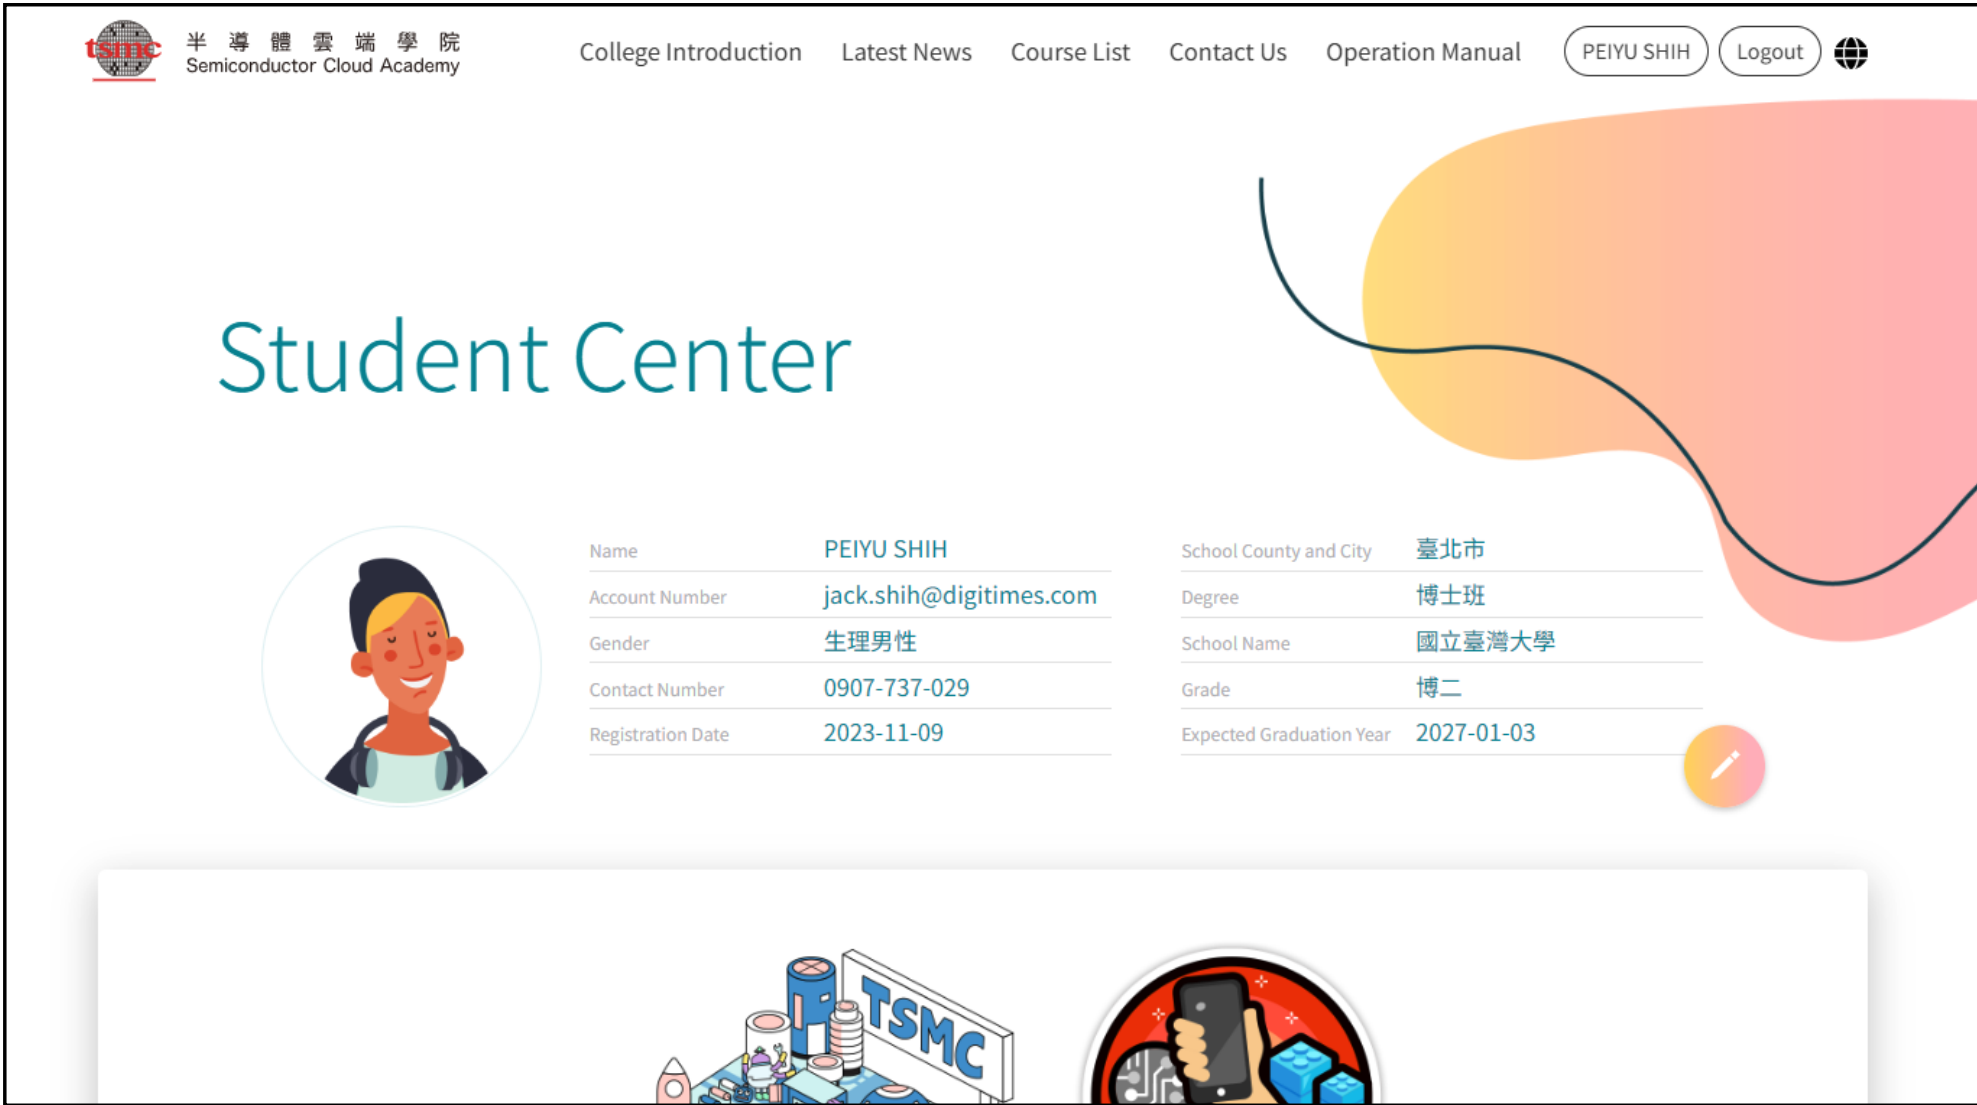 tsmc
半導體雲端學院
Semiconductor Cloud Academy
College Introduction
Latest News
Course List
Contact Us
Operation Manual
PEIYU SHIH
Logout
Student Center
Name PEIYU SHIH
Account Number jack.shih@digitimes.com
Gender 生理男性
Contact Number 0907-737-029
Registration Date 2023-11-09
School County and City 臺北市
Degree 博士班
School Name 國立臺灣大學
Grade 博二
Expected Graduation Year 2027-01-03
TSMC